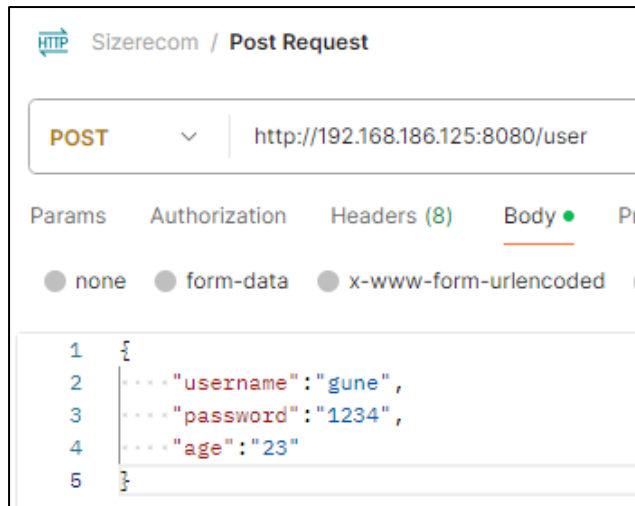 HTTP Sizerecom / Post Request
POST http://192.168.186.125:8080/user
Params Authorization Headers (8) Body
none form-data x-www-form-urlencoded
1 {
2 "username":"gune",
3 "password":"1234",
4 "age":"23"
5 }